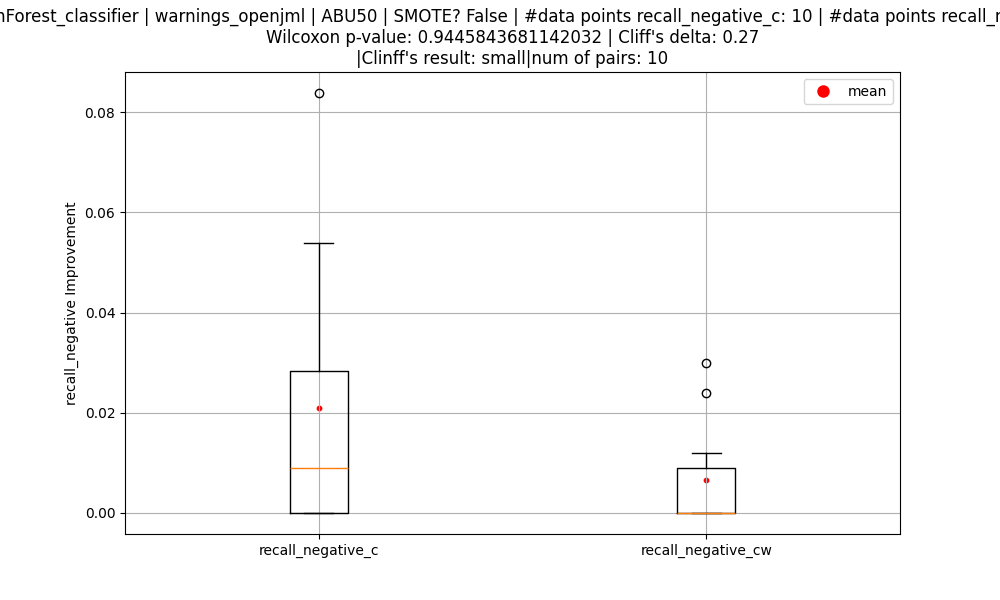 nForest_classifier | warnings_openjml | ABU50 | SMOTE? False | #data points recall_negative_c: 10 | #data points recall_n
Wilcoxon p-value: 0.9445843681142032 | Cliff's delta: 0.27
|Clinff's result: small|num of pairs: 10
mean
0.08
0.06
0.04
0.02
0.00
recall_negative Improvement
recall_negative_c
recall_negative_cw